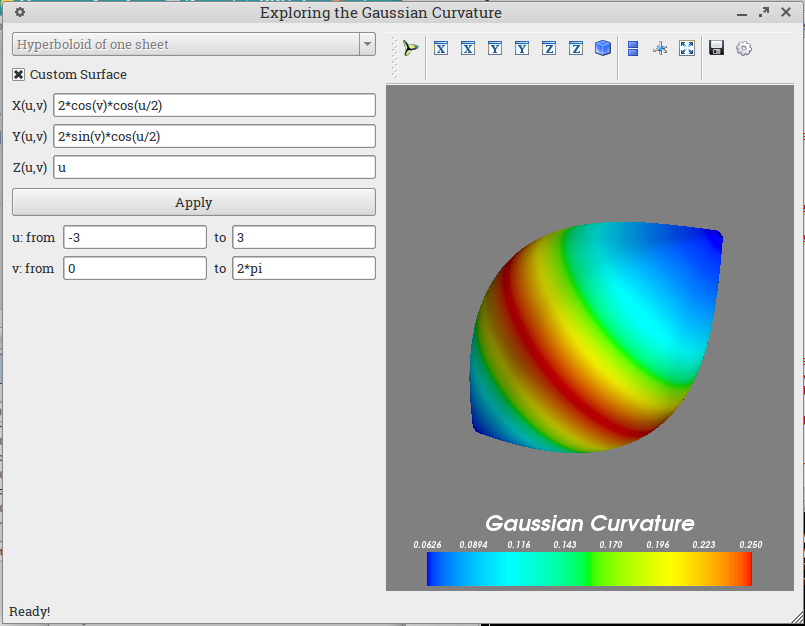 Exploring the Gaussian Curvature
Hyperboloid of one sheet
Custom Surface
X(u,v) 2*cos(v)*cos(u/2)
Y(u,v) 2*sin(v)*cos(u/2)
Z(u,v) u
Apply
u: from -3 to 3
v: from 0 to 2*pi
X X Y Y Z Z
Gaussian Curvature
0.0626 0.0894 0.116 0.143 0.170 0.196 0.223 0.250
Ready!